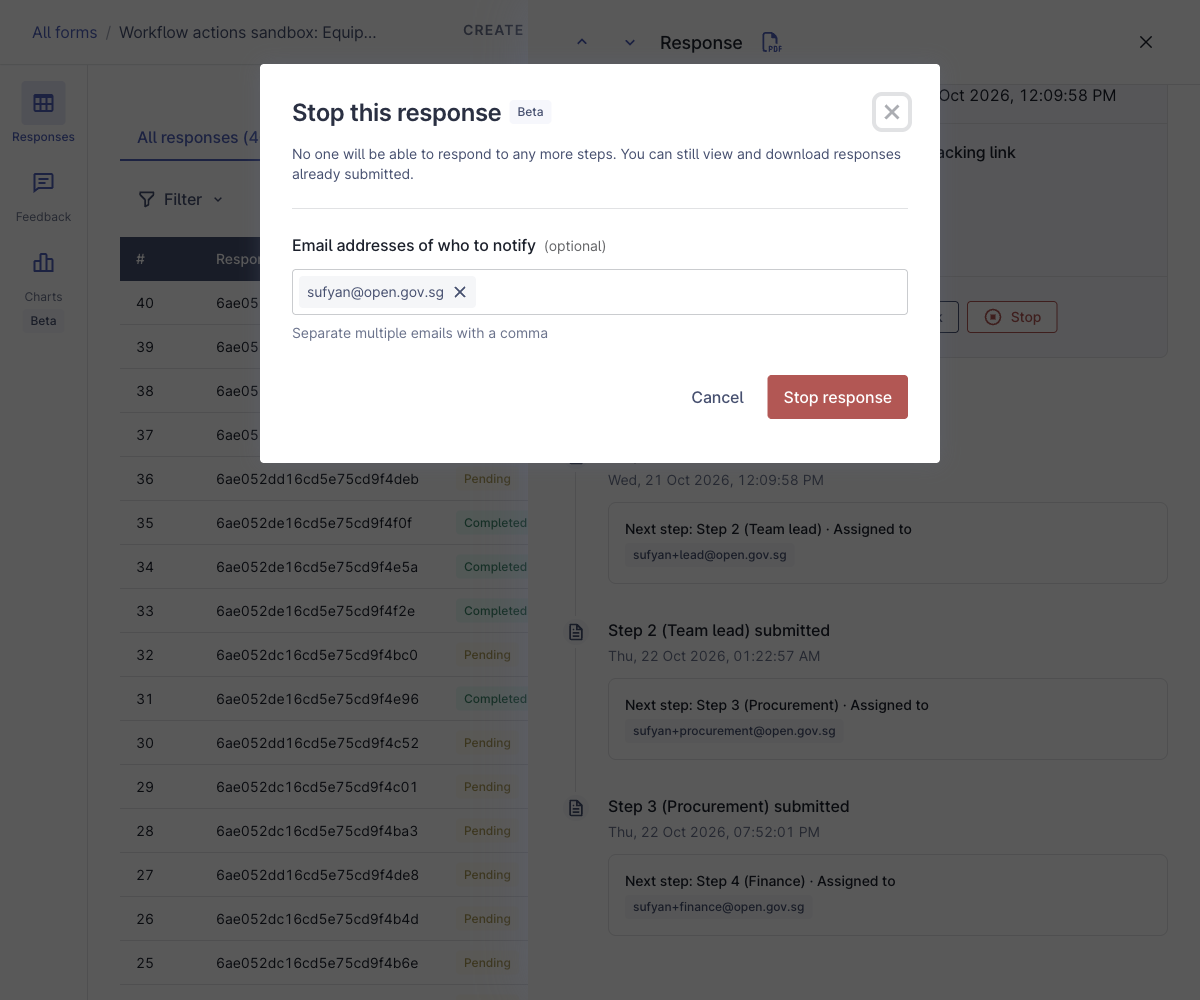 All forms / Workflow actions sandbox: Equip...
CREATE
Response
PDF
Responses
Feedback
Charts
Beta
All responses (4
Filter
#
Respo
40 6ae05
39 6ae05
38 6ae05
37 6ae05
36 6ae052dd16cd5e75cd9f4deb Pending
35 6ae052de16cd5e75cd9f4f0f Completed
34 6ae052de16cd5e75cd9f4e5a Completed
33 6ae052de16cd5e75cd9f4f2e Completed
32 6ae052dc16cd5e75cd9f4bc0 Pending
31 6ae052de16cd5e75cd9f4e96 Completed
30 6ae052dc16cd5e75cd9f4c52 Pending
29 6ae052dc16cd5e75cd9f4c01 Pending
28 6ae052dc16cd5e75cd9f4ba3 Pending
27 6ae052dc16cd5e75cd9f4de8 Pending
26 6ae052dc16cd5e75cd9f4b4d Pending
25 6ae052dc16cd5e75cd9f4b6e Pending
Stop this response Beta
No one will be able to respond to any more steps. You can still view and download responses
already submitted.
Email addresses of who to notify (optional)
sufyan@open.gov.sg
Separate multiple emails with a comma
Cancel
Stop response
Oct 2026, 12:09:58 PM
acking link
Stop
Wed, 21 Oct 2026, 12:09:58 PM
Next step: Step 2 (Team lead) · Assigned to
sufyan+lead@open.gov.sg
Step 2 (Team lead) submitted
Thu, 22 Oct 2026, 01:22:57 AM
Next step: Step 3 (Procurement) · Assigned to
sufyan+procurement@open.gov.sg
Step 3 (Procurement) submitted
Thu, 22 Oct 2026, 07:52:01 PM
Next step: Step 4 (Finance) · Assigned to
sufyan+finance@open.gov.sg